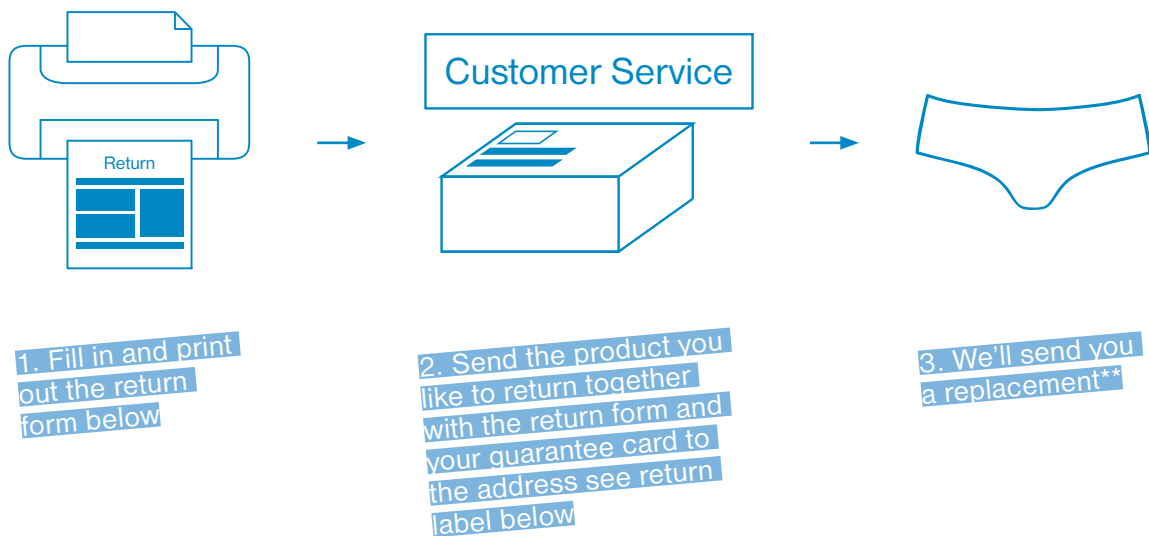 Return
Customer Service
1. Fill in and print
out the return
form below
2. Send the product you
like to return together
with the return form and
your guarantee card to
the address see return
label below
3. We’ll send you
a replacement**